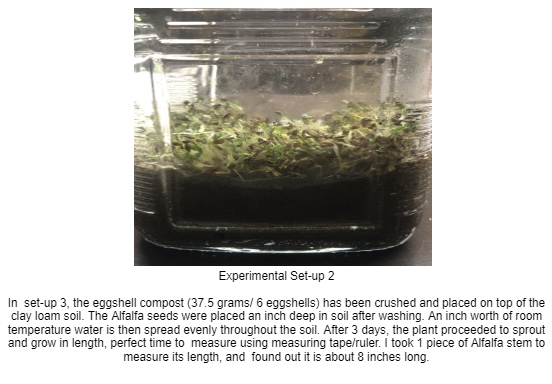 Experimental Set-up 2
In set-up 3, the eggshell compost (37.5 grams/ 6 eggshells) has been crushed and placed on top of the
clay loam soil. The Alfalfa seeds were placed an inch deep in soil after washing. An inch worth of room
temperature water is then spread evenly throughout the soil. After 3 days, the plant proceeded to sprout
and grow in length, perfect time to measure using measuring tape/ruler. I took 1 piece of Alfalfa stem to
measure its length, and found out it is about 8 inches long.